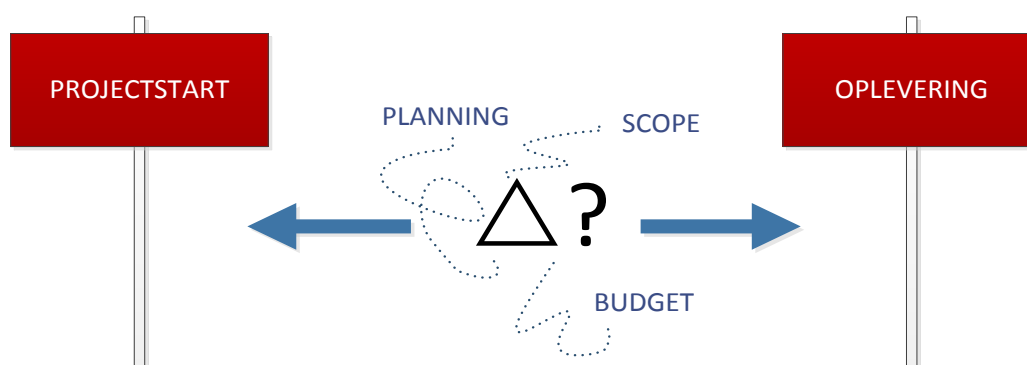 PROJECTSTART
OPLEVERING
PLANNING
SCOPE
?
BUDGET